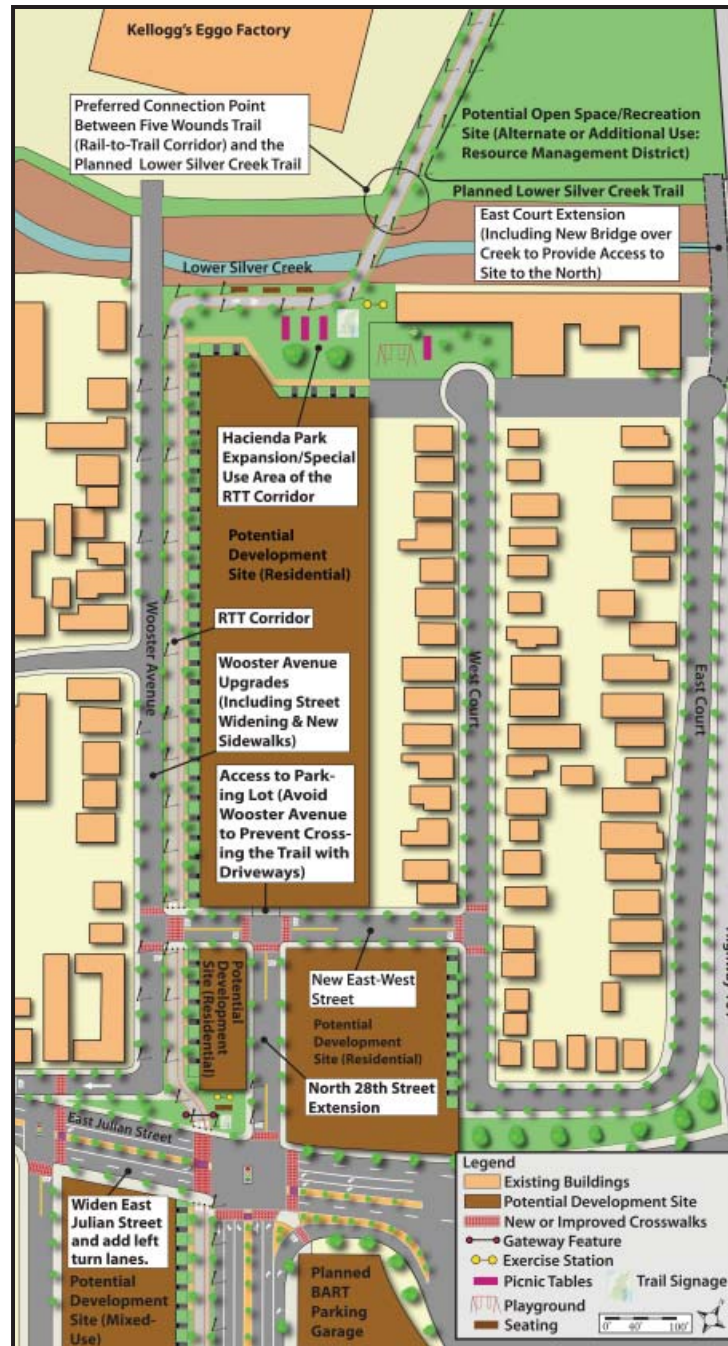 Kellogg's Eggo Factory
Preferred Connection Point
Between Five Wounds Trail
(Rail-to-Trail Corridor) and the
Planned Lower Silver Creek Trail
Potential Open Space/Recreation
Site (Alternate or Additional Use:
Resource Management District)
Planned Lower Silver Creek Trail
East Court Extension
(Including New Bridge over
Creek to Provide Access to
Site to the North)
Lower Silver Creek
Hacienda Park
Expansion/Special
Use Area of the
RTT Corridor
Potential
Development
Site (Residential)
RTT Corridor
Wooster Avenue
Wooster Avenue
Upgrades
(Including Street
Widening & New
Sidewalks)
West Court
East Court
Access to Park-
ing Lot (Avoid
Wooster Avenue
to Prevent Cross-
ing the Trail with
Driveways)
Potential
Development
Site (Residential)
New East-West
Street
Potential
Development
Site (Residential)
North 28th Street
Extension
East Julian Street
Widen East
Julian Street
and add left
turn lanes.
Potential
Development
Site (Mixed-
Use)
Planned
BART
Parking
Garage
Legend
Existing Buildings
Potential Development Site
New or Improved Crosswalks
Gateway Feature
Exercise Station
Picnic Tables
Trail Signage
Playground
Seating
0' 40' 100'